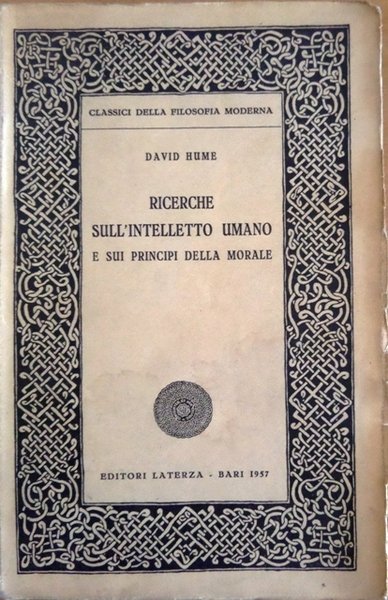 CLASSICI DELLA FILOSOFIA MODERNA
DAVID HUME
RICERCHE
SULL'INTELLETTO UMANO
E SUI PRINCIPI DELLA MORALE
EDITORI LATERZA - BARI 1957